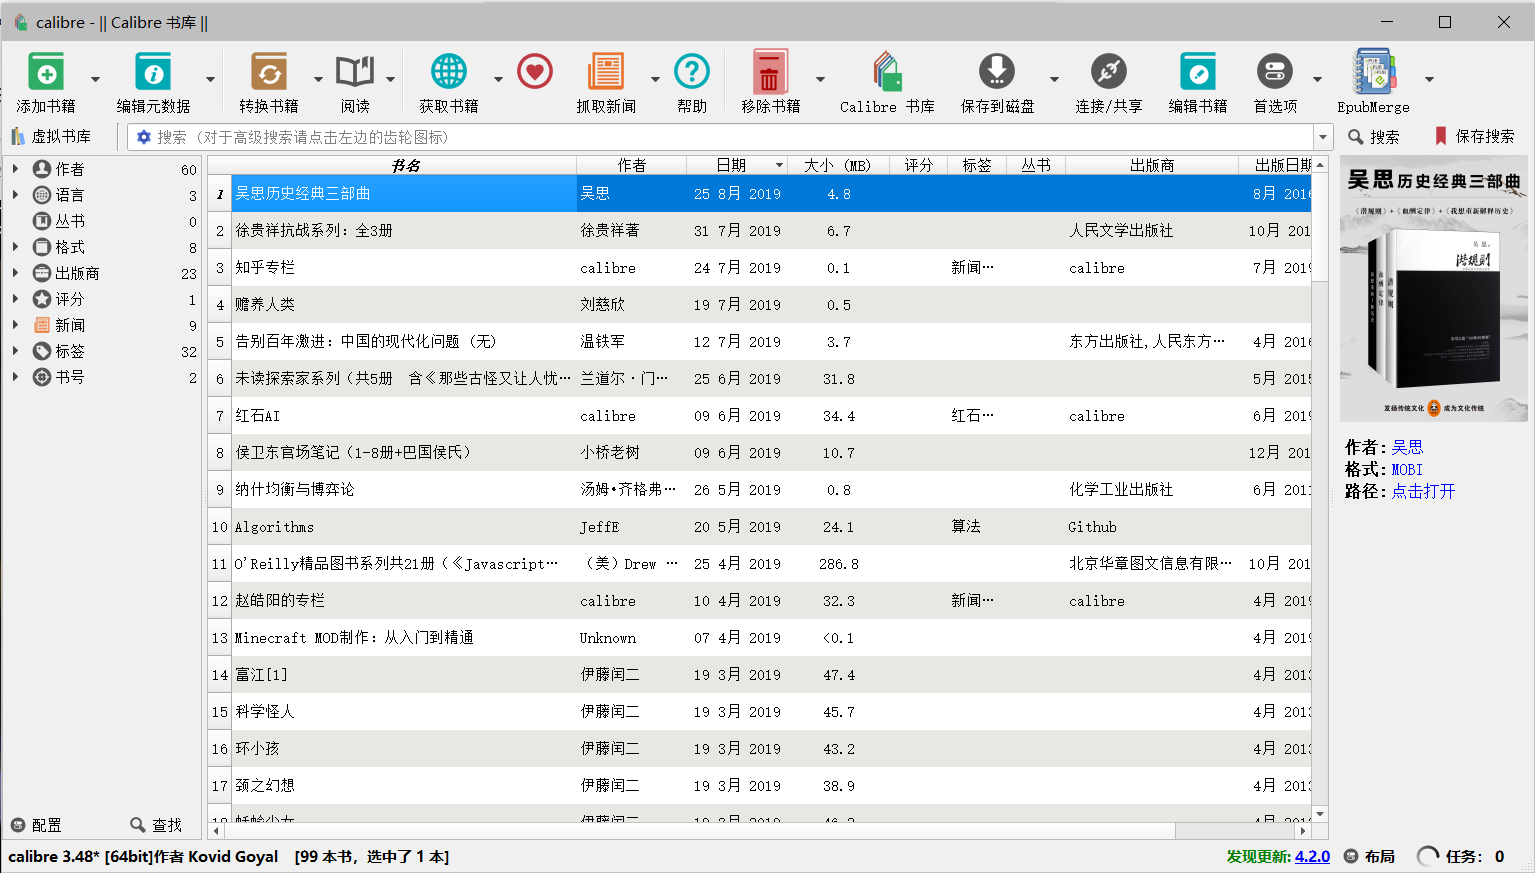 calibre - || Calibre 书库 ||
添加书籍 编辑元数据 转换书籍 阅读 获取书籍 抓取新闻 帮助 移除书籍 Calibre 书库 保存到磁盘 连接/共享 编辑书籍 首选项 EpubMerge
虚拟书库 搜索 (对于高级搜索请点击左边的齿轮图标) 搜索 保存搜索
作者 60
语言 3
丛书 0
格式 8
出版商 23
评分 1
新闻 9
标签 32
书号 2
配置 查找
书名 作者 日期 大小 (MB) 评分 标签 丛书 出版商 出版日期
1 吴思历史经典三部曲 吴思 25 8月 2019 4.8 8月 2016
2 徐贵祥抗战系列: 全3册 徐贵祥著 31 7月 2019 6.7 人民文学出版社 10月 201
3 知乎专栏 calibre 24 7月 2019 0.1 新闻… calibre 7月 2019
4 赡养人类 刘慈欣 19 7月 2019 0.5
5 告别百年激进: 中国的现代化问题 (无) 温铁军 12 7月 2019 3.7 东方出版社,人民东方… 4月 2016
6 未读探索家系列（共5册 含《那些古怪又让人忧… 兰道尔·门… 25 6月 2019 31.8 5月 2015
7 红石AI calibre 09 6月 2019 34.4 红石… calibre 6月 2019
8 侯卫东官场笔记（1-8册+巴国侯氏） 小桥老树 09 6月 2019 10.7 12月 201
9 纳什均衡与博弈论 汤姆•齐格弗… 26 5月 2019 0.8 化学工业出版社 6月 2011
10 Algorithms JeffE 20 5月 2019 24.1 算法 Github
11 O'Reilly精品图书系列共21册（《Javascript… （美）Drew … 25 4月 2019 286.8 北京华章图文信息有限… 10月 201
12 赵皓阳的专栏 calibre 10 4月 2019 32.3 新闻… calibre 4月 2019
13 Minecraft MOD制作: 从入门到精通 Unknown 07 4月 2019 <0.1 4月 2019
14 富江[1] 伊藤闰二 19 3月 2019 47.4 4月 2013
15 科学怪人 伊藤闰二 19 3月 2019 45.7 4月 2013
16 环小孩 伊藤闰二 19 3月 2019 43.2 4月 2013
17 颈之幻想 伊藤闰二 19 3月 2019 38.9 4月 2013
吴思历史经典三部曲
《潜规则》+《血酬定律》+《我想重新解释历史》
吴思
潜规则
血酬定律
潜规则
发扬传统文化 成为文化传统
作者: 吴思
格式: MOBI
路径: 点击打开
calibre 3.48* [64bit]作者 Kovid Goyal [99 本书，选中了 1 本] 发现更新: 4.2.0 布局 任务: 0